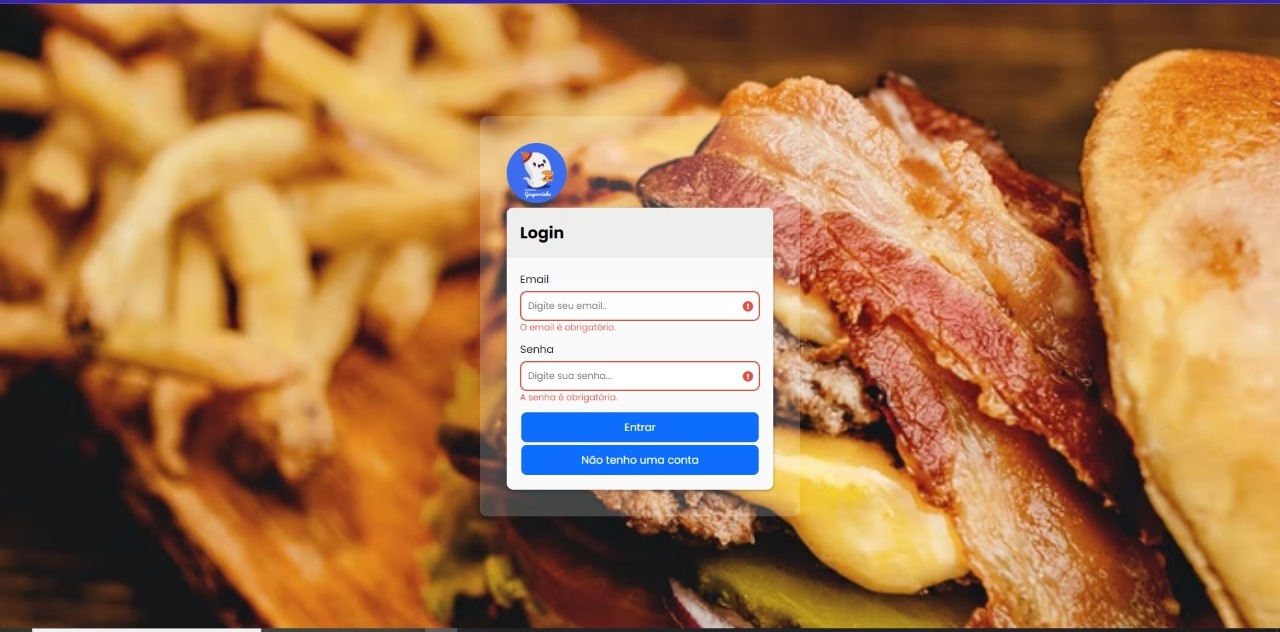 Login
Email
Digite seu email..
O email é obrigatório.
Senha
Digite sua senha...
A senha é obrigatória.
Entrar
Não tenho uma conta